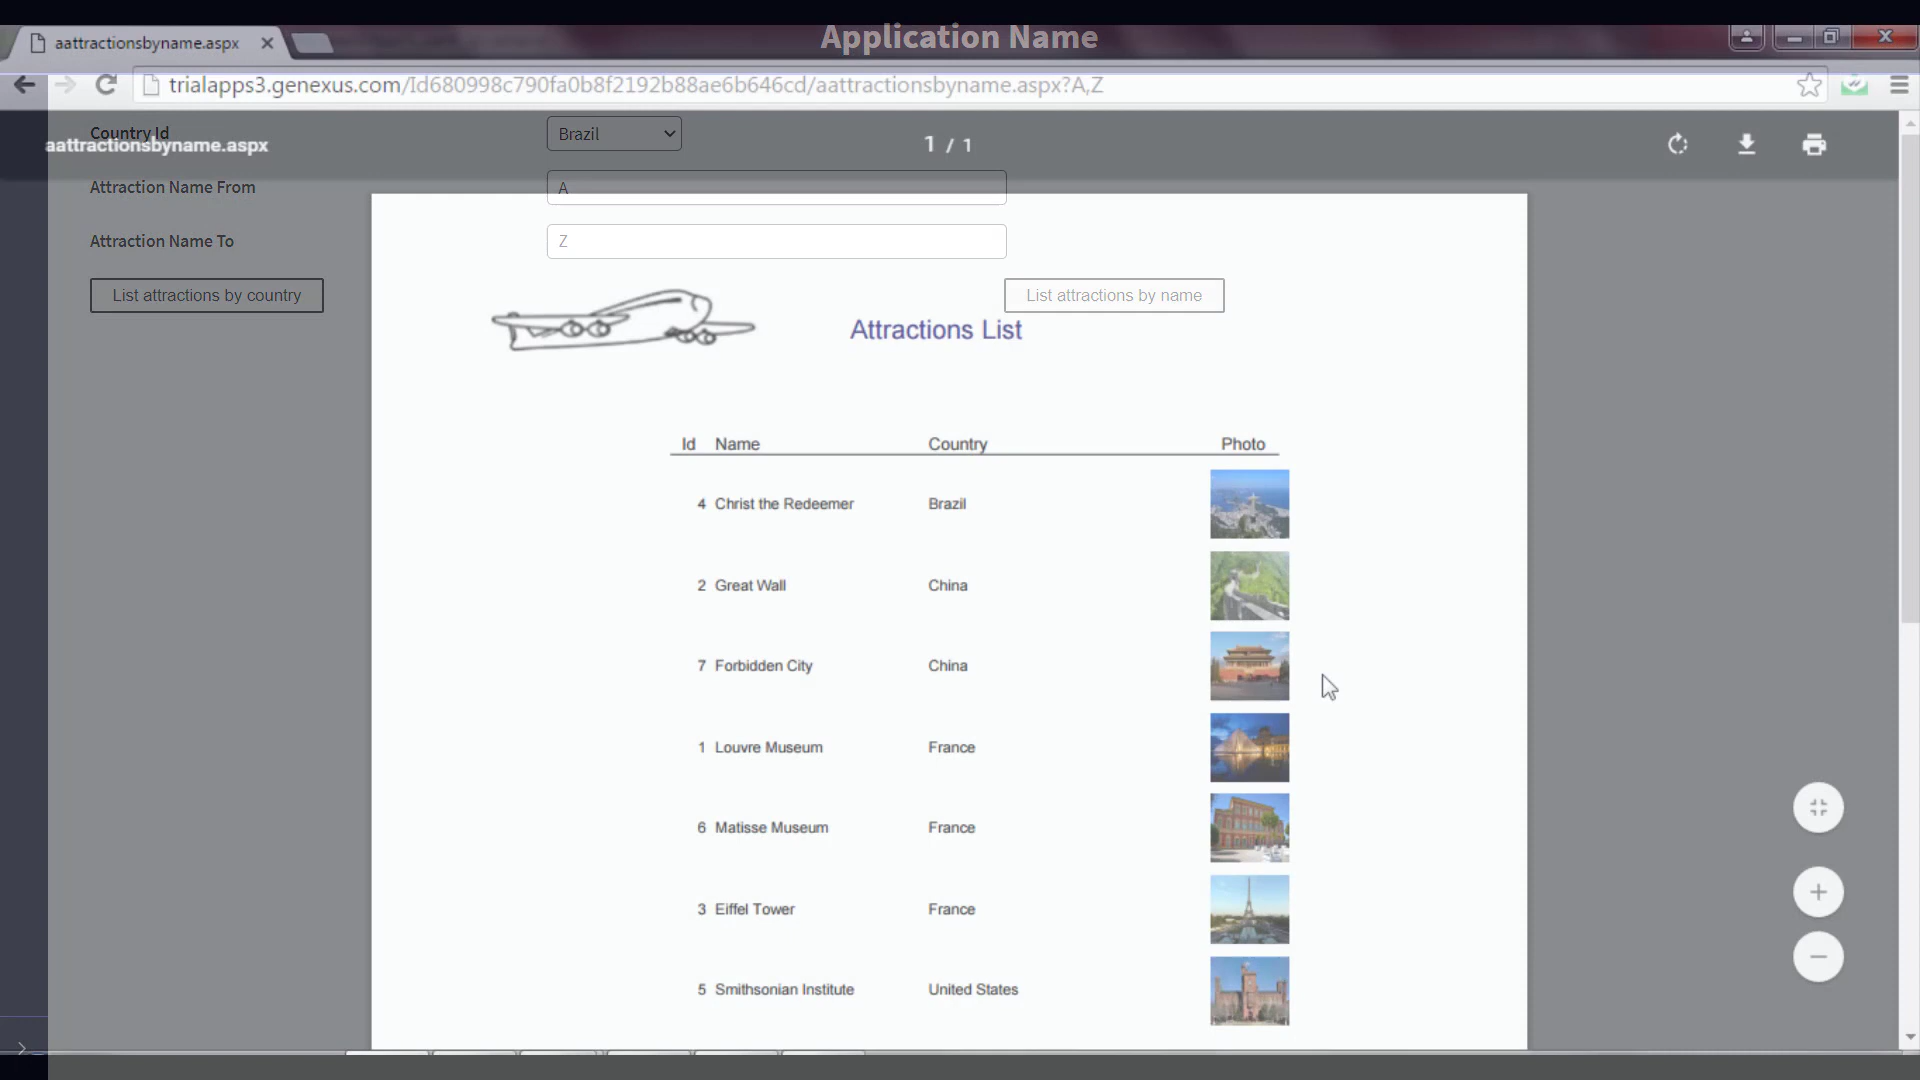 Application Name
aattractionsbyname.aspx
trialapps3.genexus.com/Id680998c790fa0b8f2192b88ae6b646cd/aattractionsbyname.aspx?A,Z
Country Id
Brazil
aattractionsbyname.aspx
1 / 1
Attraction Name From
A
Attraction Name To
Z
List attractions by country
List attractions by name
Attractions List
Id Name Country Photo
4 Christ the Redeemer Brazil
2 Great Wall China
7 Forbidden City China
1 Louvre Museum France
6 Matisse Museum France
3 Eiffel Tower France
5 Smithsonian Institute United States